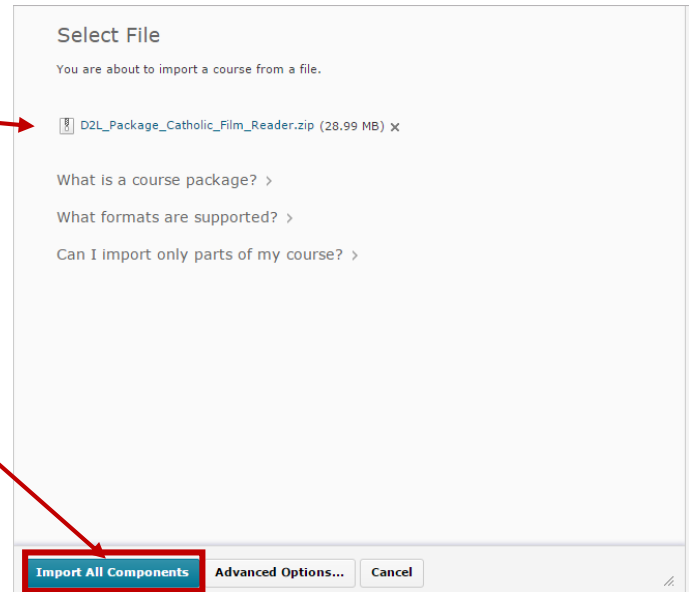 Select File
You are about to import a course from a file.
D2L_Package_Catholic_Film_Reader.zip (28.99 MB) x
What is a course package? >
What formats are supported? >
Can I import only parts of my course? >
Import All Components Advanced Options... Cancel